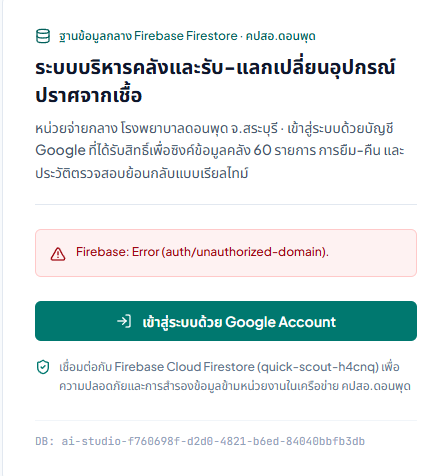 ฐานข้อมูลกลาง Firebase Firestore · คปสอ.ดอนพุด
ระบบบริหารคลังและรับ-แลกเปลี่ยนอุปกรณ์
ปราศจากเชื้อ
หน่วยจ่ายกลาง โรงพยาบาลดอนพุด จ.สระบุรี · เข้าสู่ระบบด้วยบัญชี
Google ที่ได้รับสิทธิ์เพื่อซิงค์ข้อมูลคลัง 60 รายการ การยืม-คืน และ
ประวัติตรวจสอบย้อนกลับแบบเรียลไทม์
Firebase: Error (auth/unauthorized-domain).
เข้าสู่ระบบด้วย Google Account
เชื่อมต่อกับ Firebase Cloud Firestore (quick-scout-h4cnq) เพื่อ
ความปลอดภัยและการสำรองข้อมูลข้ามหน่วยงานในเครือข่าย คปสอ.ดอนพุด
DB: ai-studio-f760698f-d2d0-4821-b6ed-84040bbfb3db